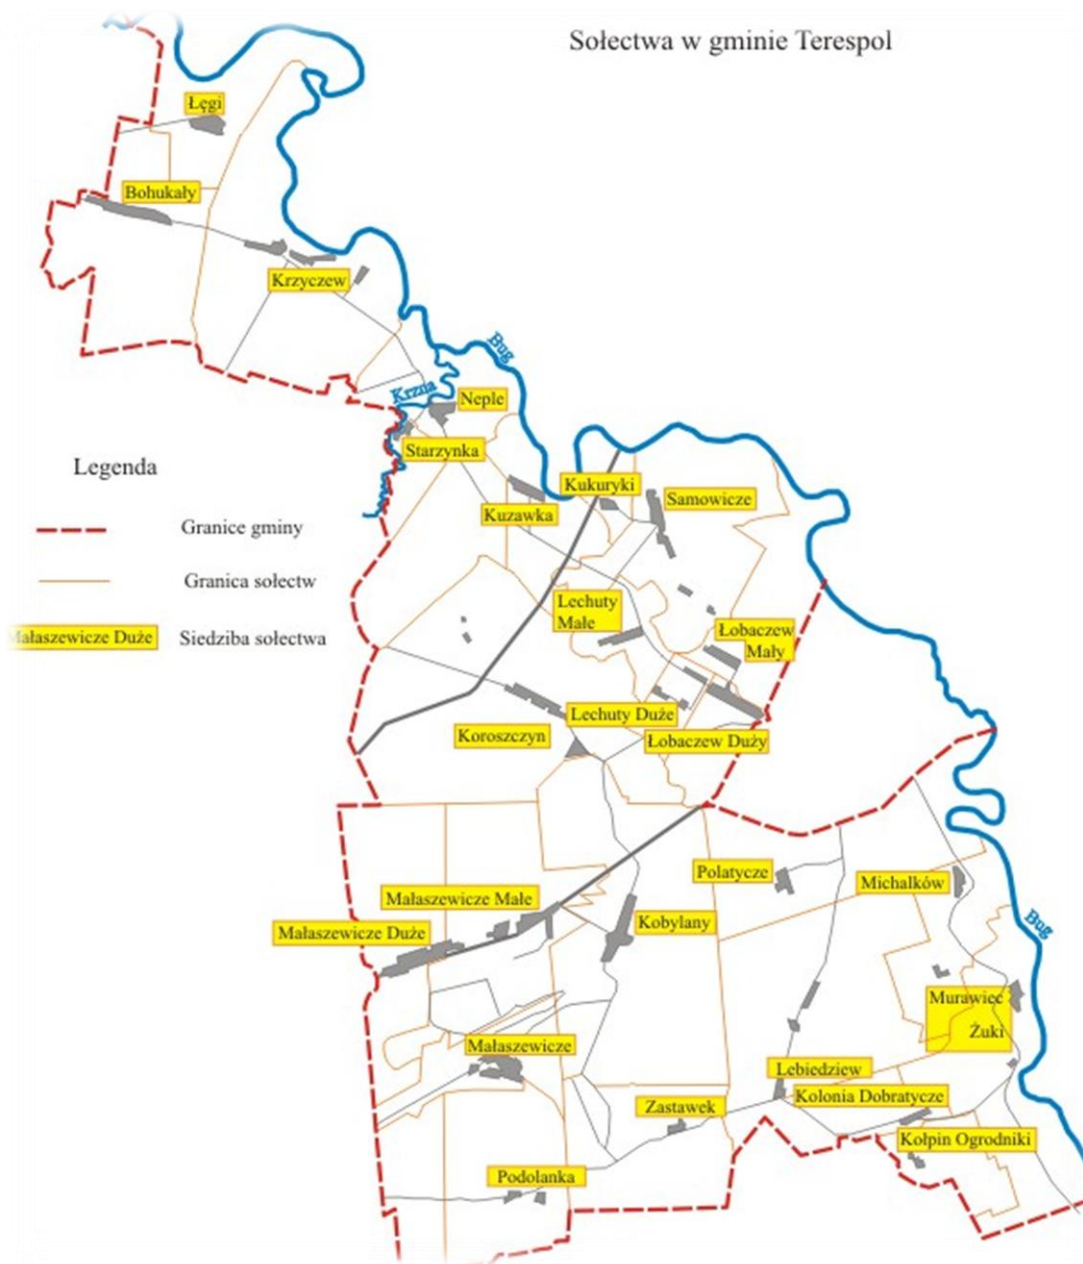 Sołectwa w gminie Terespol
Łęgi
Bohukały
Krzyczew
Bug
Krzna
Neple
Starzynka
Legenda
Kukuryki
Samowicze
Kuzawka
Granice gminy
Granica sołectw
Lechuty
Małe
Małaszewicze Duże
Siedziba sołectwa
Łobaczew
Mały
Lechuty Duże
Koroszczyn
Łobaczew Duży
Polatycze
Michalków
Małaszewicze Małe
Kobylany
Małaszewicze Duże
Bug
Murawiec
Żuki
Małaszewicze
Lebiedziew
Kolonia Dobratycze
Zastawek
Kołpin Ogrodniki
Podolanka